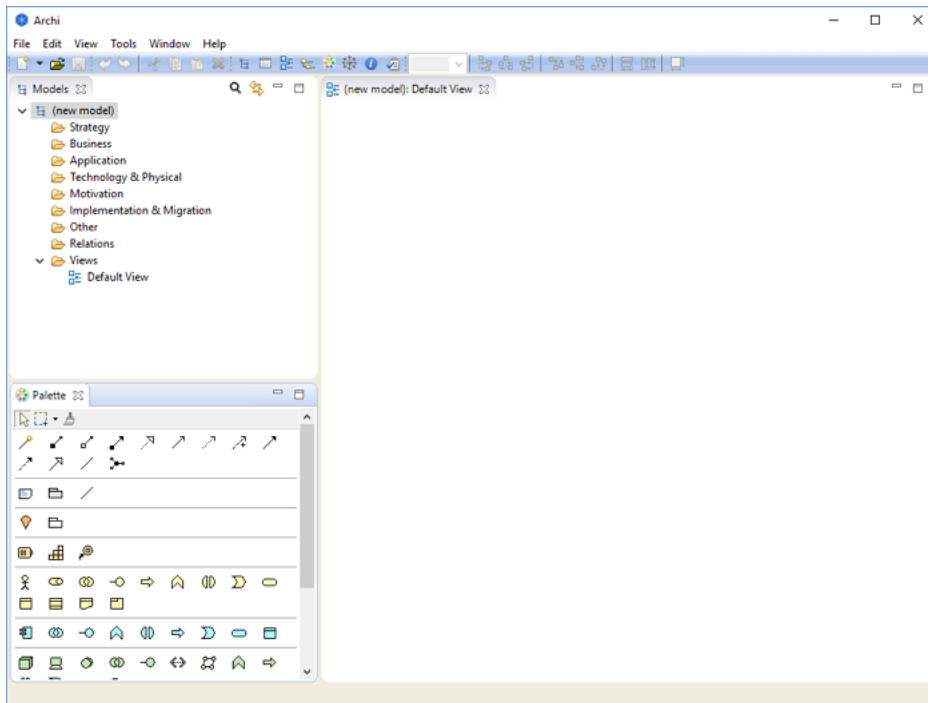 Archi
File Edit View Tools Window Help
Models
(new model): Default View
(new model)
Strategy
Business
Application
Technology & Physical
Motivation
Implementation & Migration
Other
Relations
Views
Default View
Palette